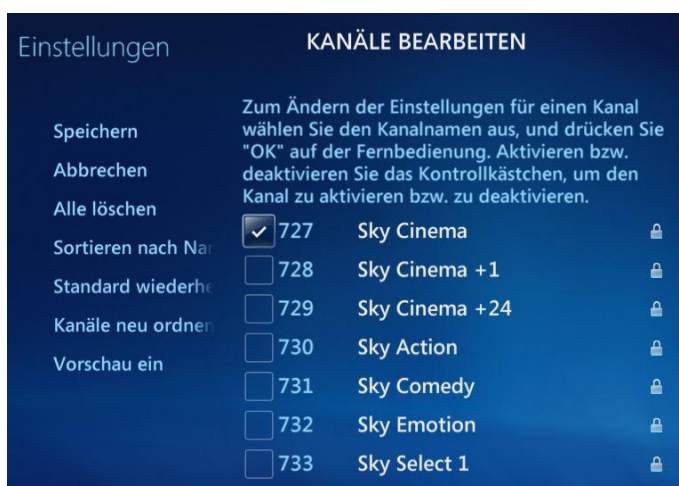 Einstellungen
KANÄLE BEARBEITEN
Zum Ändern der Einstellungen für einen Kanal
wählen Sie den Kanalnamen aus, und drücken Sie
"OK" auf der Fernbedienung. Aktivieren bzw.
deaktivieren Sie das Kontrollkästchen, um den
Kanal zu aktivieren bzw. zu deaktivieren.
Speichern
Abbrechen
Alle löschen
Sortieren nach Nar
Standard wiederhe
Kanäle neu ordnen
Vorschau ein
727 Sky Cinema
728 Sky Cinema +1
729 Sky Cinema +24
730 Sky Action
731 Sky Comedy
732 Sky Emotion
733 Sky Select 1